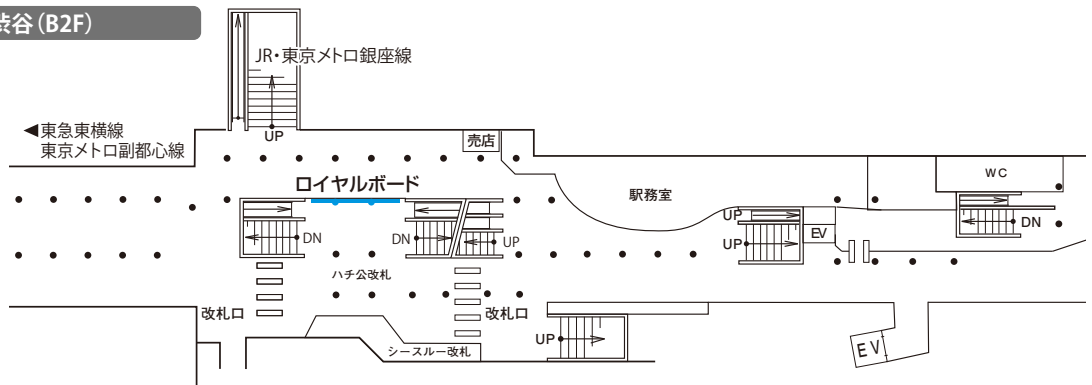 渋谷(B2F)
JR・東京メトロ銀座線
◀東急東横線
東京メトロ副都心線
UP
売店
ロイヤルボード
駅務室
WC
UP
DN
DN
UP
UP
EV
DN
ハチ公改札
改札口
改札口
シースルー改札
UP
EV